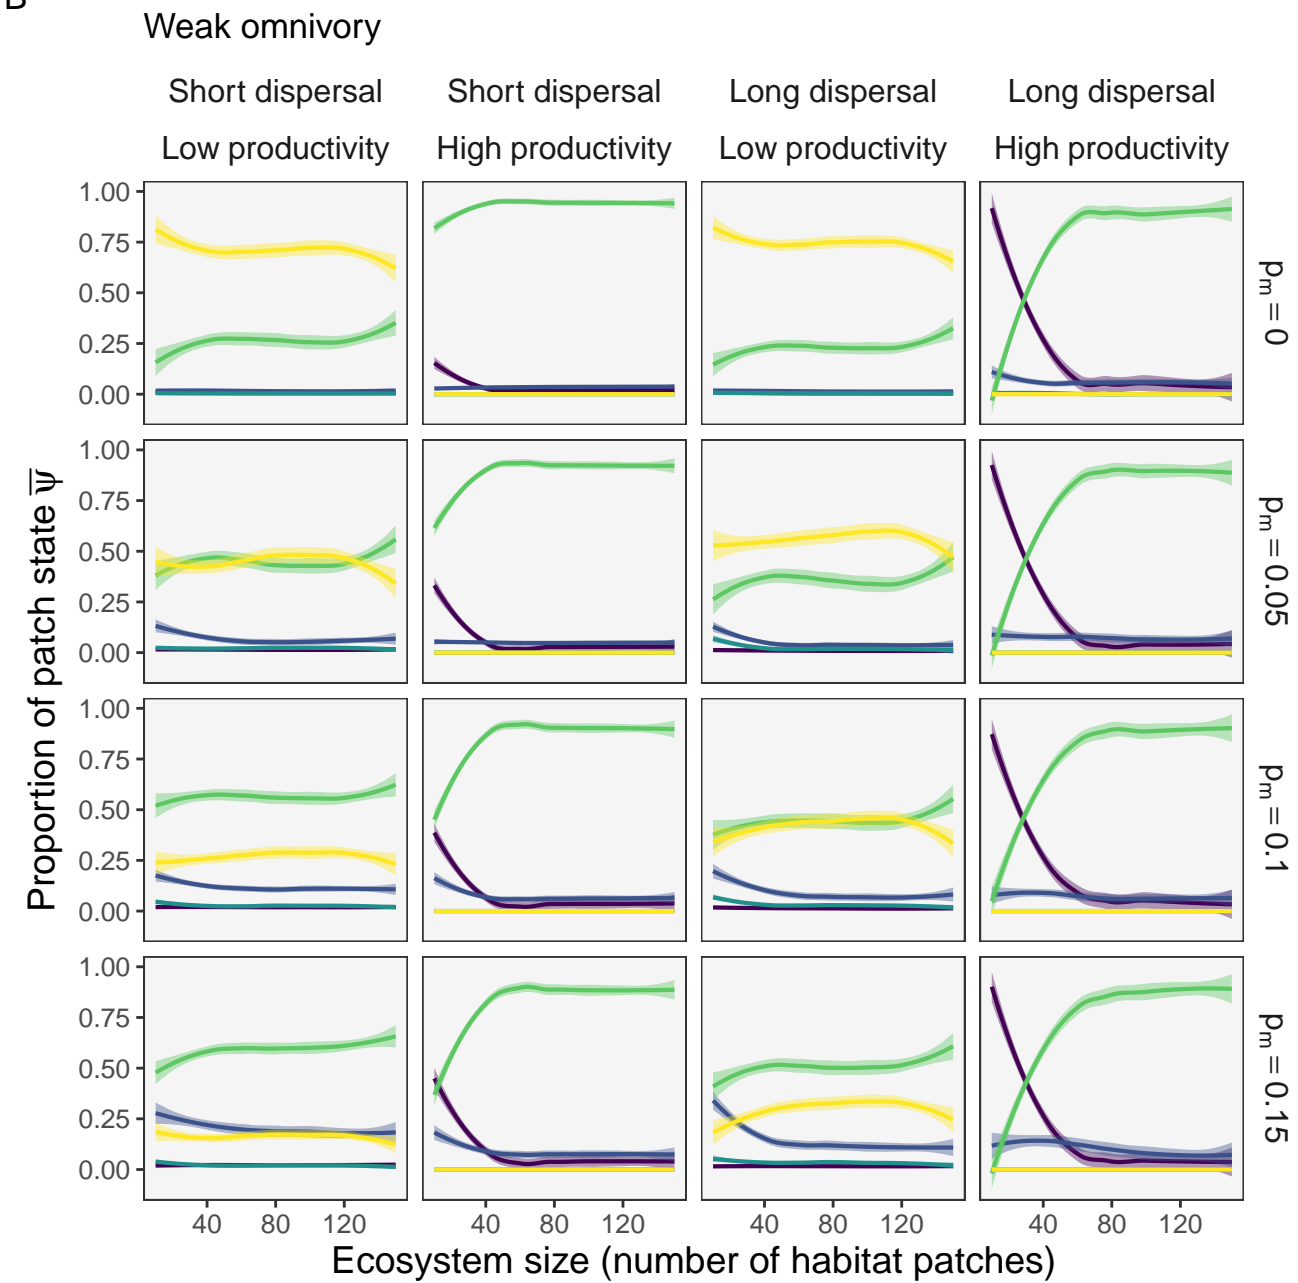 B
Weak omnivory
Short dispersal Short dispersal Long dispersal Long dispersal
Low productivity High productivity Low productivity High productivity
1.00
0.75
0.50
0.25
0.00
pm = 0
1.00
0.75
0.50
0.25
0.00
pm = 0.05
1.00
0.75
0.50
0.25
0.00
pm = 0.1
1.00
0.75
0.50
0.25
0.00
pm = 0.15
Proportion of patch state ψ̅
40 80 120 40 80 120 40 80 120 40 80 120
Ecosystem size (number of habitat patches)